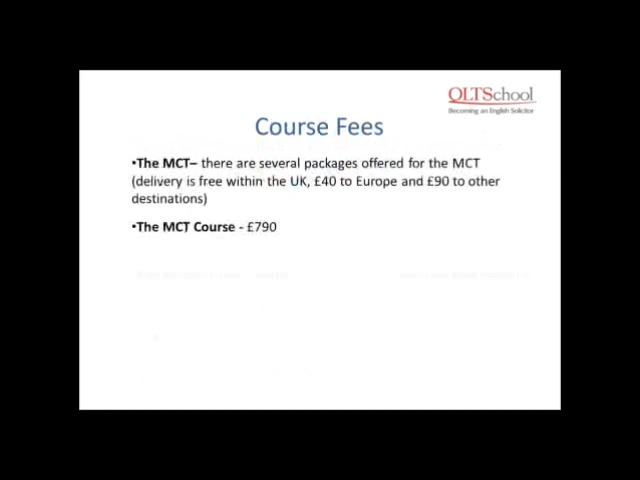 QLTSchool
Becoming an English Solicitor
Course Fees
•The MCT– there are several packages offered for the MCT
(delivery is free within the UK, £40 to Europe and £90 to other
destinations)
•The MCT Course - £790